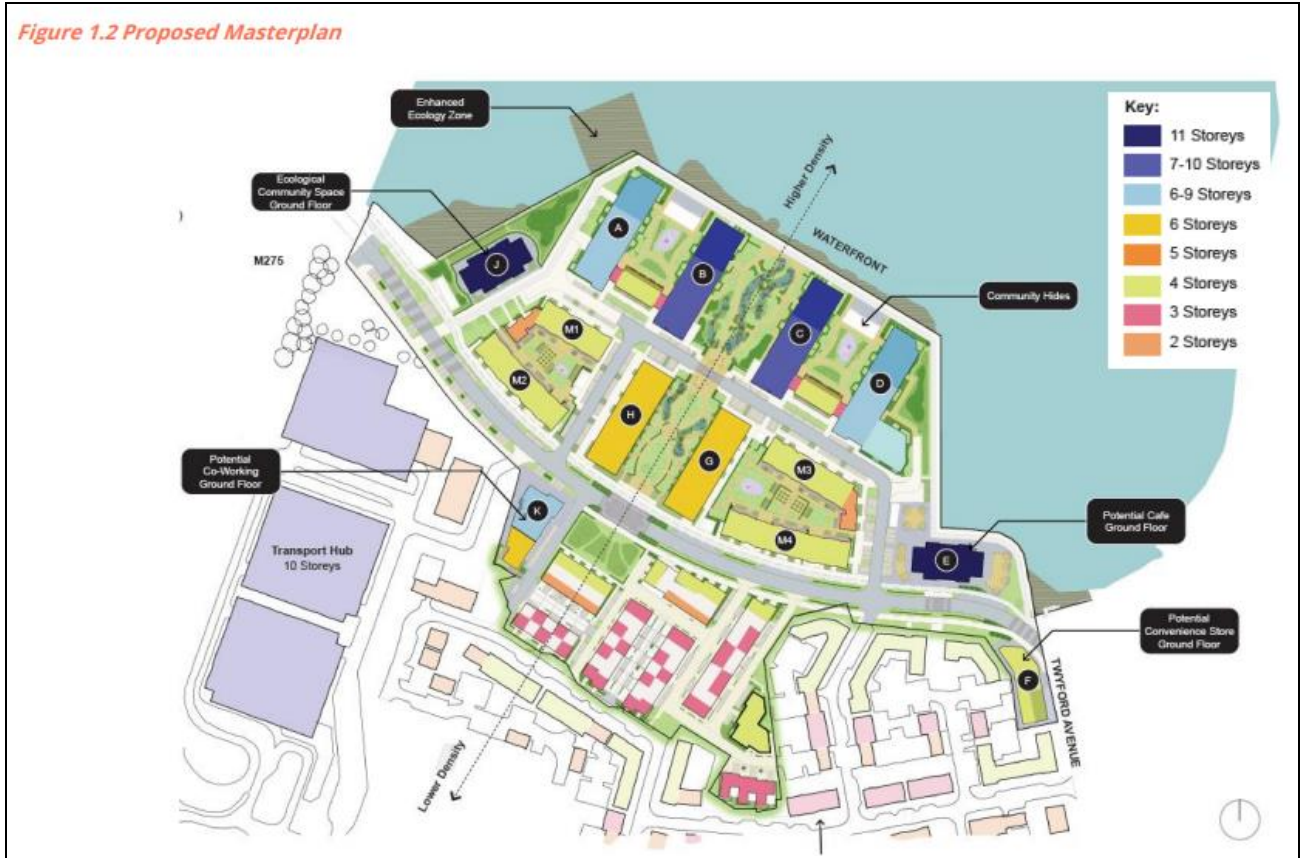 Figure 1.2 Proposed Masterplan
Enhanced
Ecology Zone
Ecological
Community Space
Ground Floor
M275
Higher Density
WATERFRONT
Community Hides
Key:
11 Storeys
7-10 Storeys
6-9 Storeys
6 Storeys
5 Storeys
4 Storeys
3 Storeys
2 Storeys
A
J
B
C
D
M1
M2
H
G
M3
M4
Potential
Co-Working
Ground Floor
K
Potential Cafe
Ground Floor
E
Transport Hub
10 Storeys
Potential
Convenience Store
Ground Floor
F
TWYFORD AVENUE
Lower Density